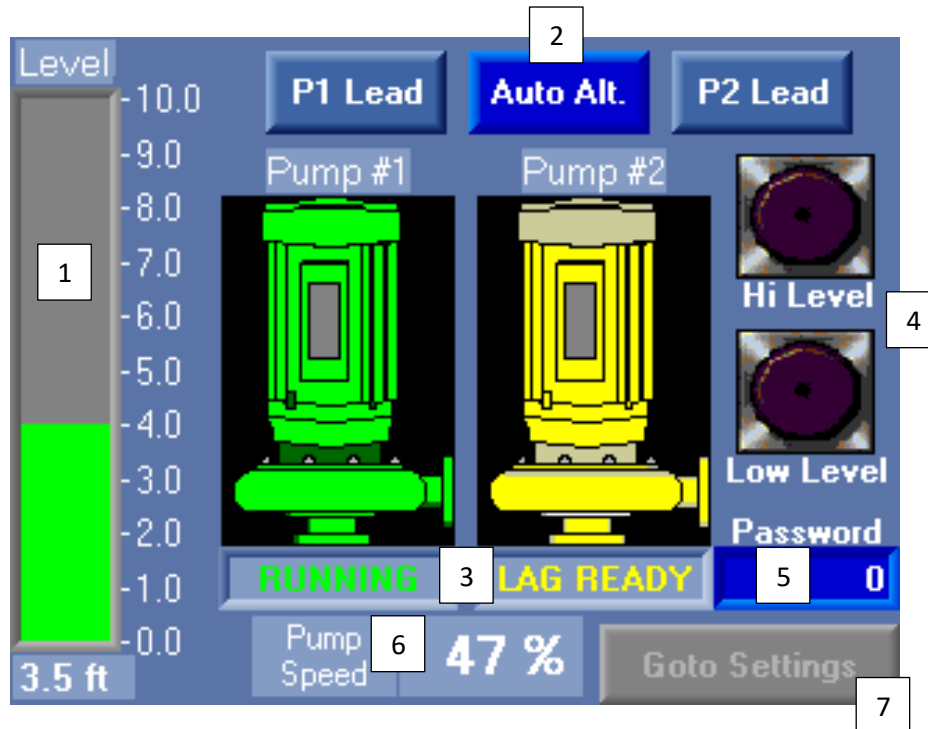 2
Level
P1 Lead
Auto Alt.
P2 Lead
10.0
9.0
8.0
7.0
6.0
5.0
4.0
3.0
2.0
1.0
0.0
1
Pump #1
Pump #2
Hi Level
4
Low Level
Password
RUNNING
3
LAG READY
5
0
Pump
Speed
6
47 %
3.5 ft
Goto Settings
7